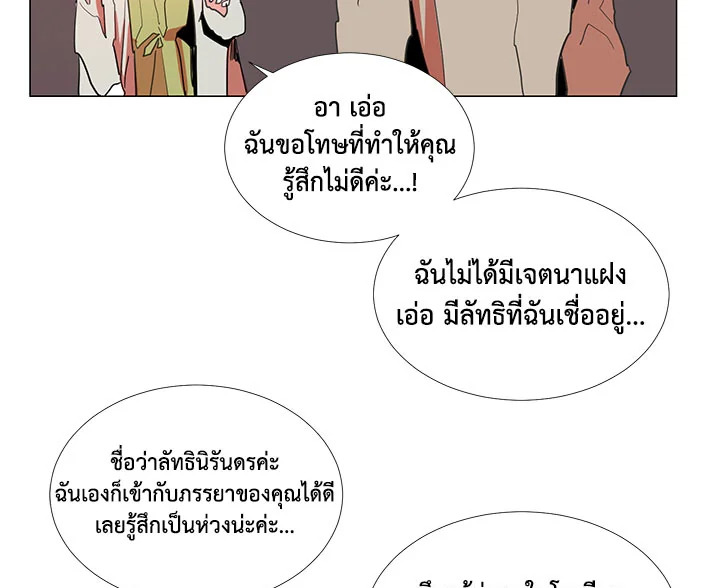 อา เอ่อ
ฉันขอโทษที่ทำให้คุณ
รู้สึกไม่ดีค่ะ...!
ฉันไม่ได้มีเจตนาแฝง
เอ่อ มีลัทธิที่ฉันเชื่ออยู่...
ชื่อว่าลัทธินิรันดรค่ะ
ฉันเองก็เข้ากับภรรยาของคุณได้ดี
เลยรู้สึกเป็นห่วงน่ะค่ะ...